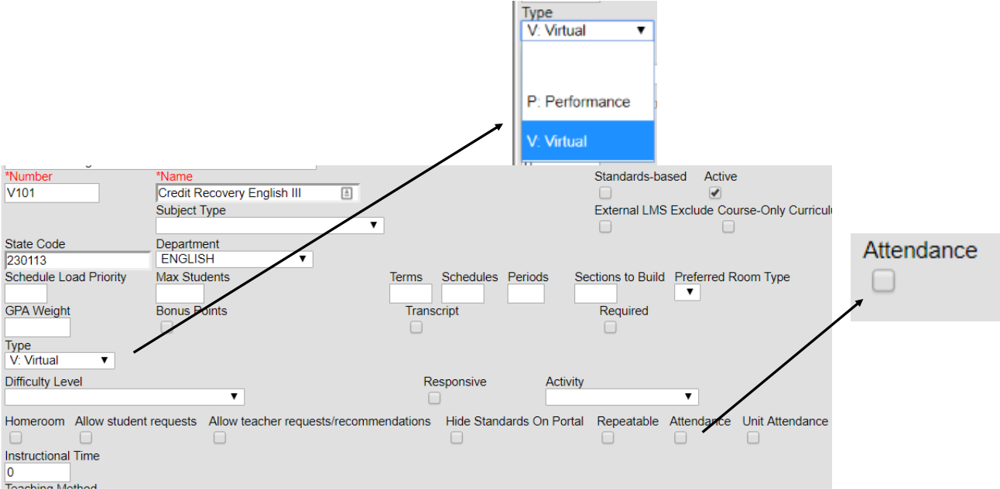 Type
V: Virtual
P: Performance
V: Virtual
*Number *Name Standards-based Active
V101 Credit Recovery English III
Subject Type External LMS Exclude Course-Only Curricul
State Code Department
230113 ENGLISH
Schedule Load Priority Max Students Terms Schedules Periods Sections to Build Preferred Room Type
GPA Weight Bonus Points Transcript Required
Type
V: Virtual
Difficulty Level Responsive Activity
Homeroom Allow student requests Allow teacher requests/recommendations Hide Standards On Portal Repeatable Attendance Unit Attendance
Instructional Time
0
Teaching Method
Attendance